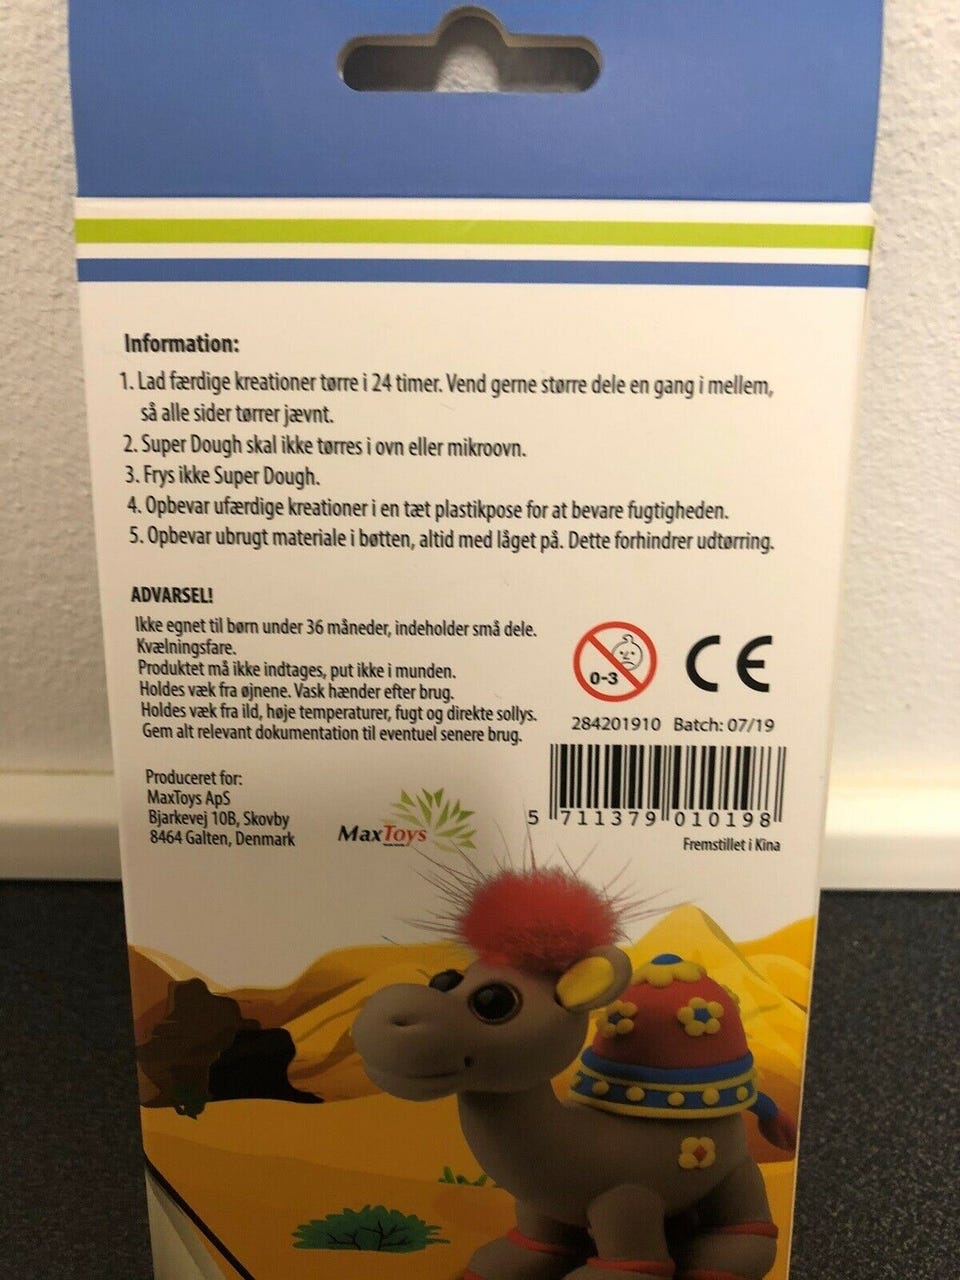 Information:
1. Lad færdige kreationer tørre i 24 timer. Vend gerne større dele en gang i mellem,
så alle sider tørrer jævnt.
2. Super Dough skal ikke tørres i ovn eller mikroovn.
3. Frys ikke Super Dough.
4. Opbevar ufærdige kreationer i en tæt plastikpose for at bevare fugtigheden.
5. Opbevar ubrugt materiale i bøtten, altid med låget på. Dette forhindrer udtørring.
ADVARSEL!
Ikke egnet til børn under 36 måneder, indeholder små dele.
Kvælningsfare.
Produktet må ikke indtages, put ikke i munden.
Holdes væk fra øjnene. Vask hænder efter brug.
Holdes væk fra ild, høje temperaturer, fugt og direkte sollys.
Gem alt relevant dokumentation til eventuel senere brug.
0-3
CE
284201910 Batch: 07/19
5 711379 010198
Fremstillet i Kina
Produceret for:
MaxToys ApS
Bjarkevej 10B, Skovby
8464 Galten, Denmark
MaxToys